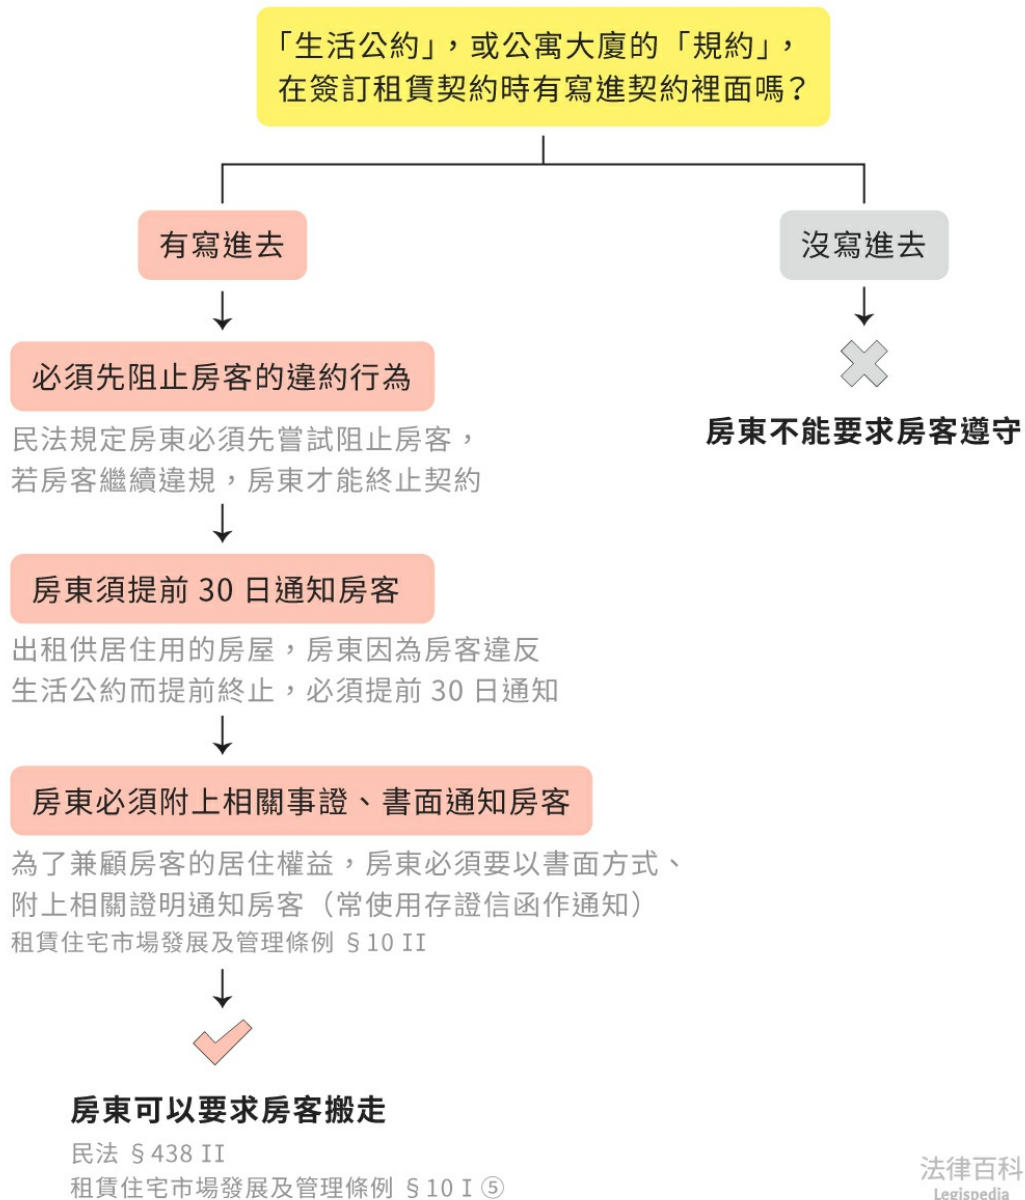 「生活公約」，或公寓大廈的「規約」，
在簽訂租賃契約時有寫進契約裡面嗎？
有寫進去
沒寫進去
必須先阻止房客的違約行為
民法規定房東必須先嘗試阻止房客，
若房客繼續違規，房東才能終止契約
房東不能要求房客遵守
房東須提前 30 日通知房客
出租供居住用的房屋，房東因為房客違反
生活公約而提前終止，必須提前 30 日通知
房東必須附上相關事證、書面通知房客
為了兼顧房客的居住權益，房東必須要以書面方式、
附上相關證明通知房客（常使用存證信函作通知）
租賃住宅市場發展及管理條例 §10 II
房東可以要求房客搬走
民法 §438 II
租賃住宅市場發展及管理條例 §10 I ⑤
法律百科
Legispedia